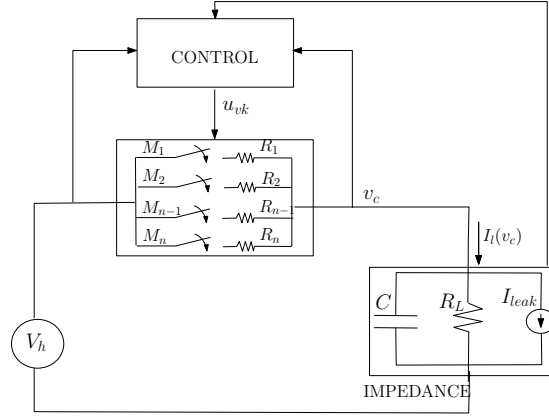 CONTROL
u_{vk}
M_1 R_1
M_2 R_2
M_{n-1} R_{n-1}
M_n R_n
v_c
I_l(v_c)
V_h
C R_L I_{leak}
IMPEDANCE